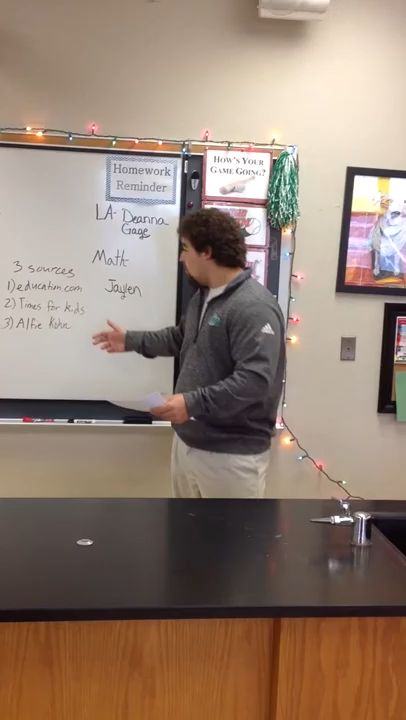 Homework
Reminder
HOW'S YOUR
GAME GOING?
LA- Deanna
Gage
Math
Jaylen
3 sources
1) education.com
2) Times for kids
3) Alfie Kohn
adidas